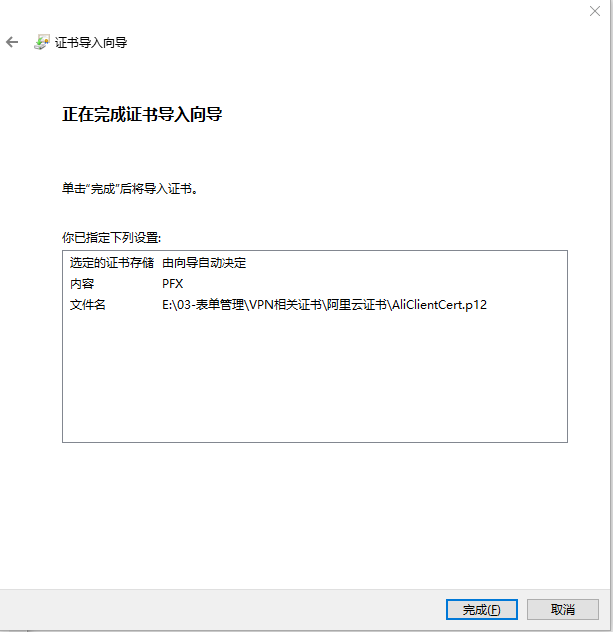 证书导入向导
正在完成证书导入向导
单击“完成”后将导入证书。
你已指定下列设置:
选定的证书存储 由向导自动决定
内容 PFX
文件名 E:\03-表单管理\VPN相关证书\阿里云证书\AliClientCert.p12
完成(F) 取消